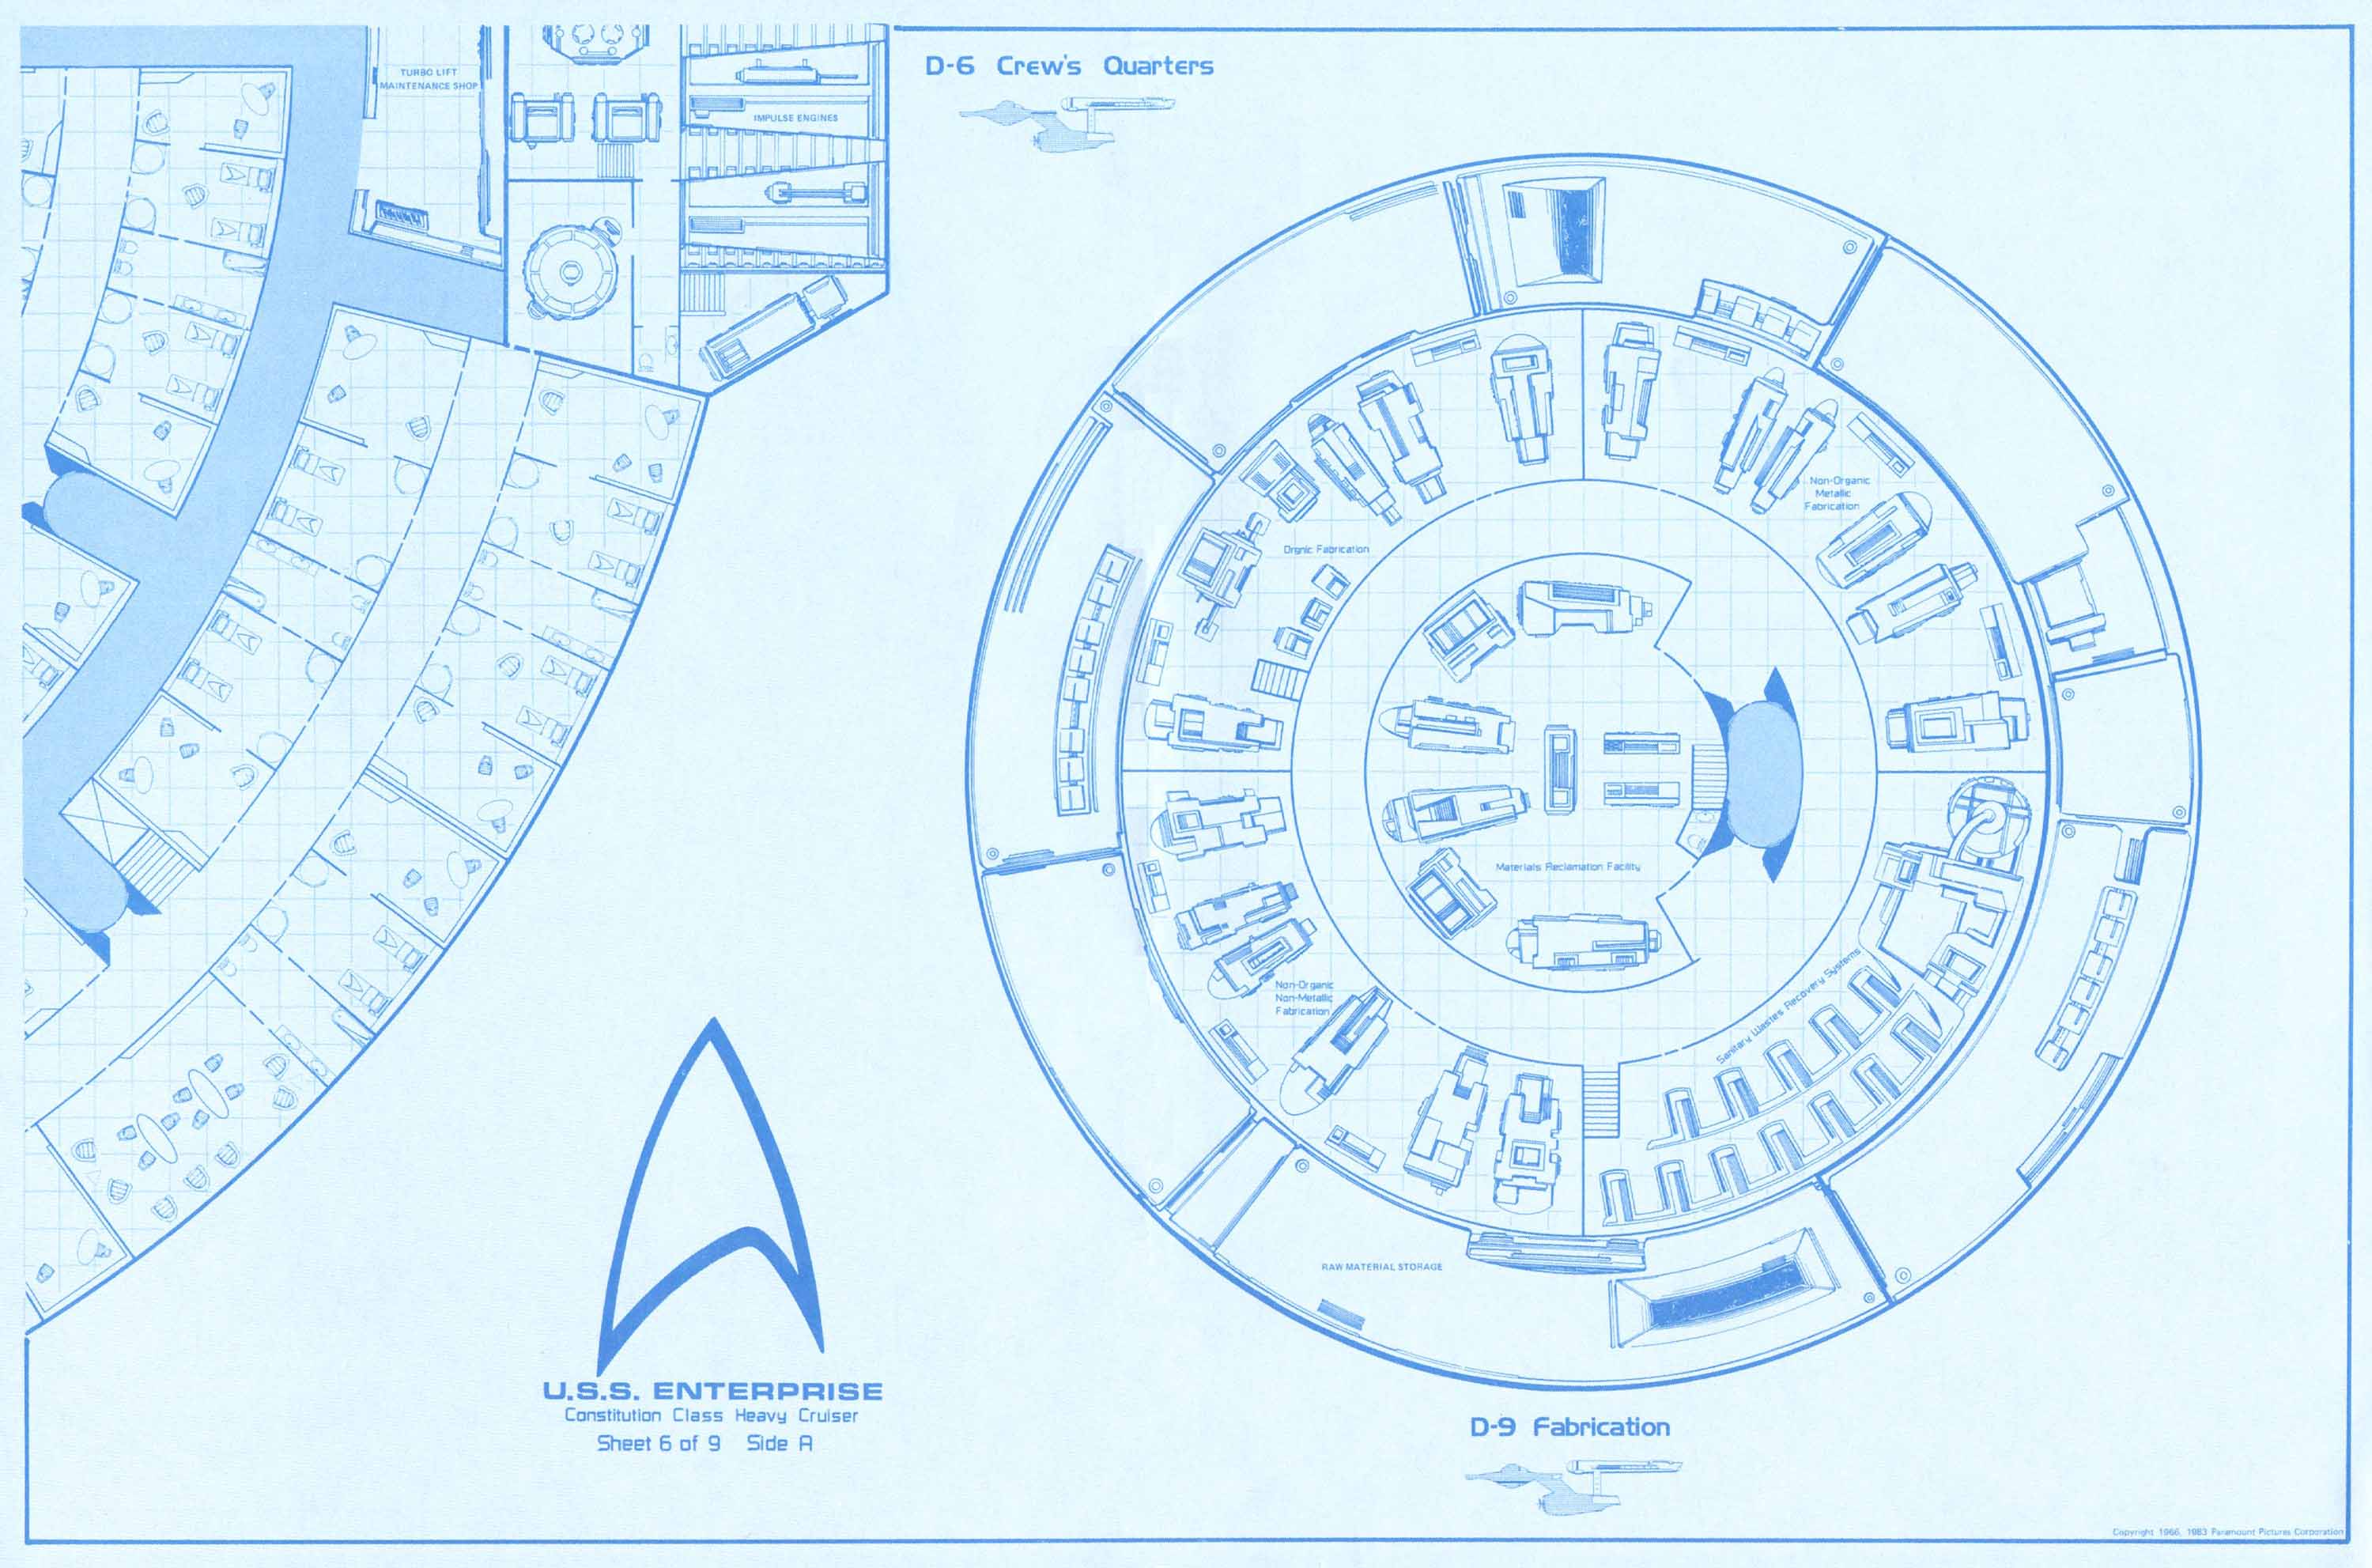 TURBO LIFT
MAINTENANCE SHOP
IMPULSE ENGINES
D-6 Crew's Quarters
Non-Organic
Metallic
Fabrication
Orgnic Fabrication
Materials Reclamation Facility
Non-Organic
Non-Metallic
Fabrication
Sanitary Wastes Recovery Systems
RAW MATERIAL STORAGE
U.S.S. ENTERPRISE
Constitution Class Heavy Cruiser
Sheet 6 of 9 Side A
D-9 Fabrication
Copyright 1966, 1983 Paramount Pictures Corporation